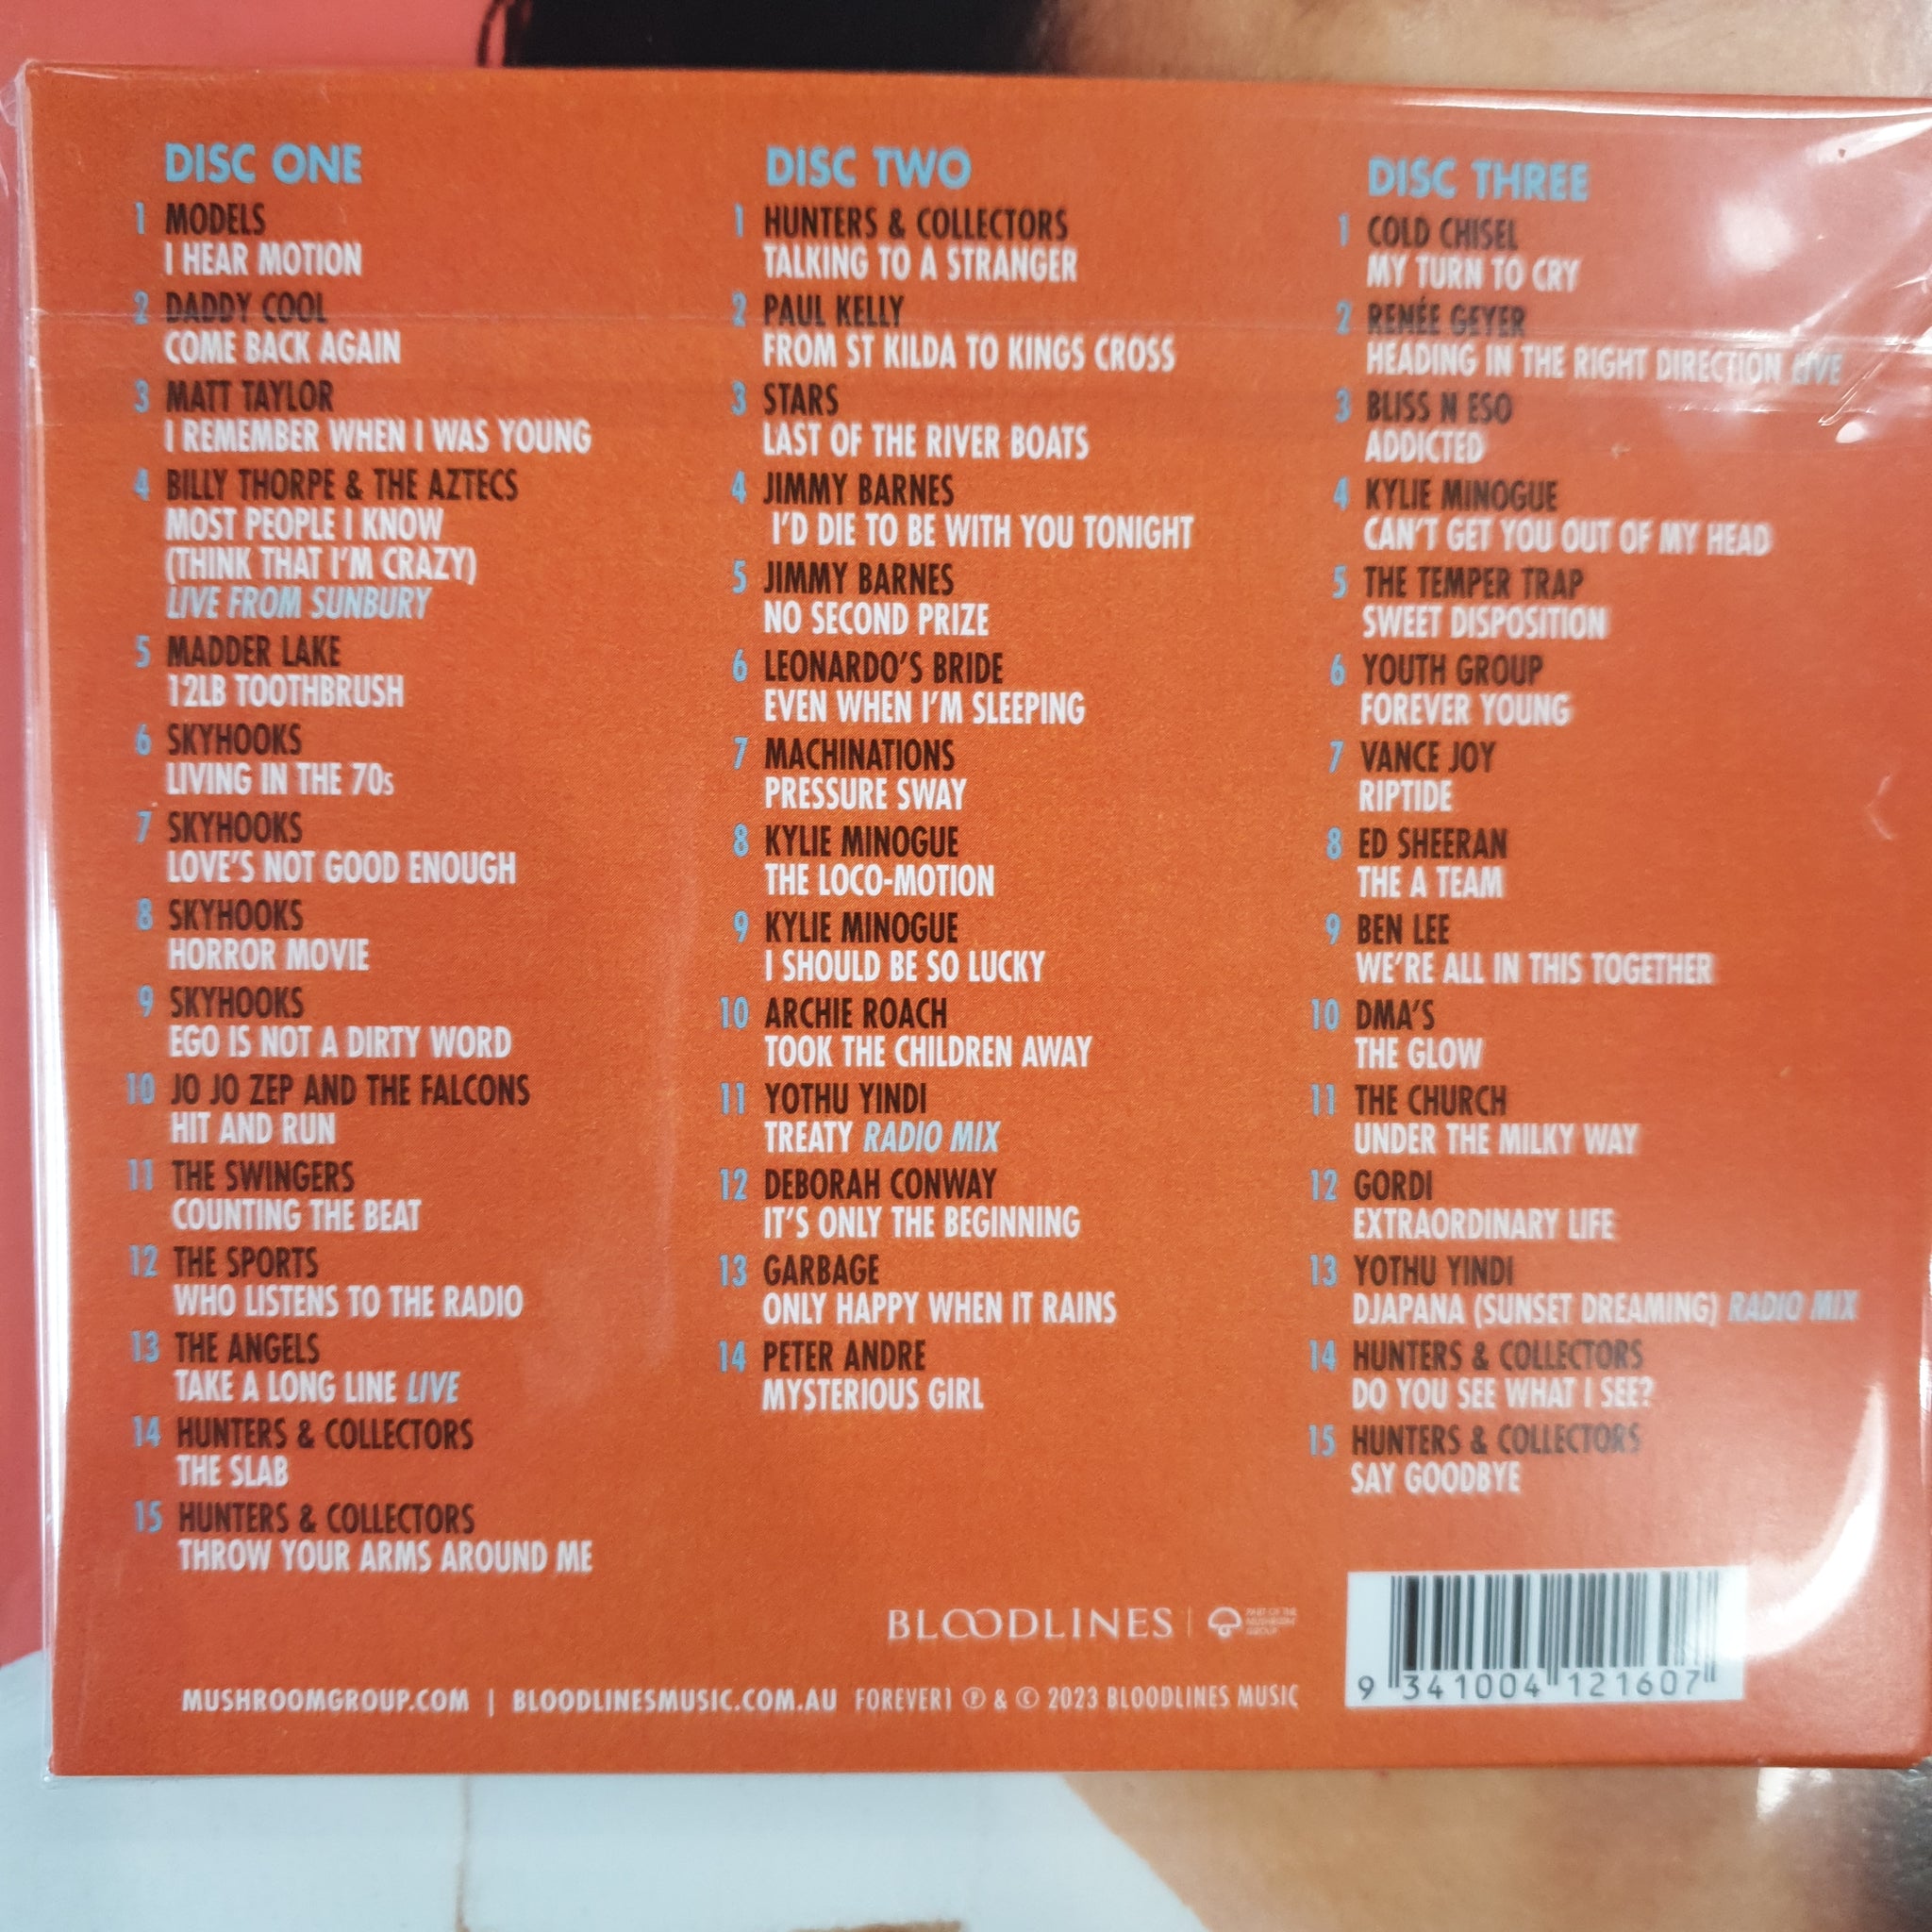 DISC ONE
1 MODELS
I HEAR MOTION
2 DADDY COOL
COME BACK AGAIN
3 MATT TAYLOR
I REMEMBER WHEN I WAS YOUNG
4 BILLY THORPE & THE AZTECS
MOST PEOPLE I KNOW
(THINK THAT I'M CRAZY)
LIVE FROM SUNBURY
5 MADDER LAKE
12LB TOOTHBRUSH
6 SKYHOOKS
LIVING IN THE 70s
7 SKYHOOKS
LOVE'S NOT GOOD ENOUGH
8 SKYHOOKS
HORROR MOVIE
9 SKYHOOKS
EGO IS NOT A DIRTY WORD
10 JO JO ZEP AND THE FALCONS
HIT AND RUN
11 THE SWINGERS
COUNTING THE BEAT
12 THE SPORTS
WHO LISTENS TO THE RADIO
13 THE ANGELS
TAKE A LONG LINE LIVE
14 HUNTERS & COLLECTORS
THE SLAB
15 HUNTERS & COLLECTORS
THROW YOUR ARMS AROUND ME
DISC TWO
1 HUNTERS & COLLECTORS
TALKING TO A STRANGER
2 PAUL KELLY
FROM ST KILDA TO KINGS CROSS
3 STARS
LAST OF THE RIVER BOATS
4 JIMMY BARNES
I'D DIE TO BE WITH YOU TONIGHT
5 JIMMY BARNES
NO SECOND PRIZE
6 LEONARDO'S BRIDE
EVEN WHEN I'M SLEEPING
7 MACHINATIONS
PRESSURE SWAY
8 KYLIE MINOGUE
THE LOCO-MOTION
9 KYLIE MINOGUE
I SHOULD BE SO LUCKY
10 ARCHIE ROACH
TOOK THE CHILDREN AWAY
11 YOTHU YINDI
TREATY RADIO MIX
12 DEBORAH CONWAY
IT'S ONLY THE BEGINNING
13 GARBAGE
ONLY HAPPY WHEN IT RAINS
14 PETER ANDRE
MYSTERIOUS GIRL
DISC THREE
1 COLD CHISEL
MY TURN TO CRY
2 RENÉE GEYER
HEADING IN THE RIGHT DIRECTION LIVE
3 BLISS N ESO
ADDICTED
4 KYLIE MINOGUE
CAN'T GET YOU OUT OF MY HEAD
5 THE TEMPER TRAP
SWEET DISPOSITION
6 YOUTH GROUP
FOREVER YOUNG
7 VANCE JOY
RIPTIDE
8 ED SHEERAN
THE A TEAM
9 BEN LEE
WE'RE ALL IN THIS TOGETHER
10 DMA'S
THE GLOW
11 THE CHURCH
UNDER THE MILKY WAY
12 GORDI
EXTRAORDINARY LIFE
13 YOTHU YINDI
DJAPANA (SUNSET DREAMING) RADIO MIX
14 HUNTERS & COLLECTORS
DO YOU SEE WHAT I SEE?
15 HUNTERS & COLLECTORS
SAY GOODBYE
BLOODLINES
PART OF THE
MUSHROOM
GROUP
MUSHROOMGROUP.COM | BLOODLINESMUSIC.COM.AU FOREVER1 ℗ & © 2023 BLOODLINES MUSIC
9 341004 121607